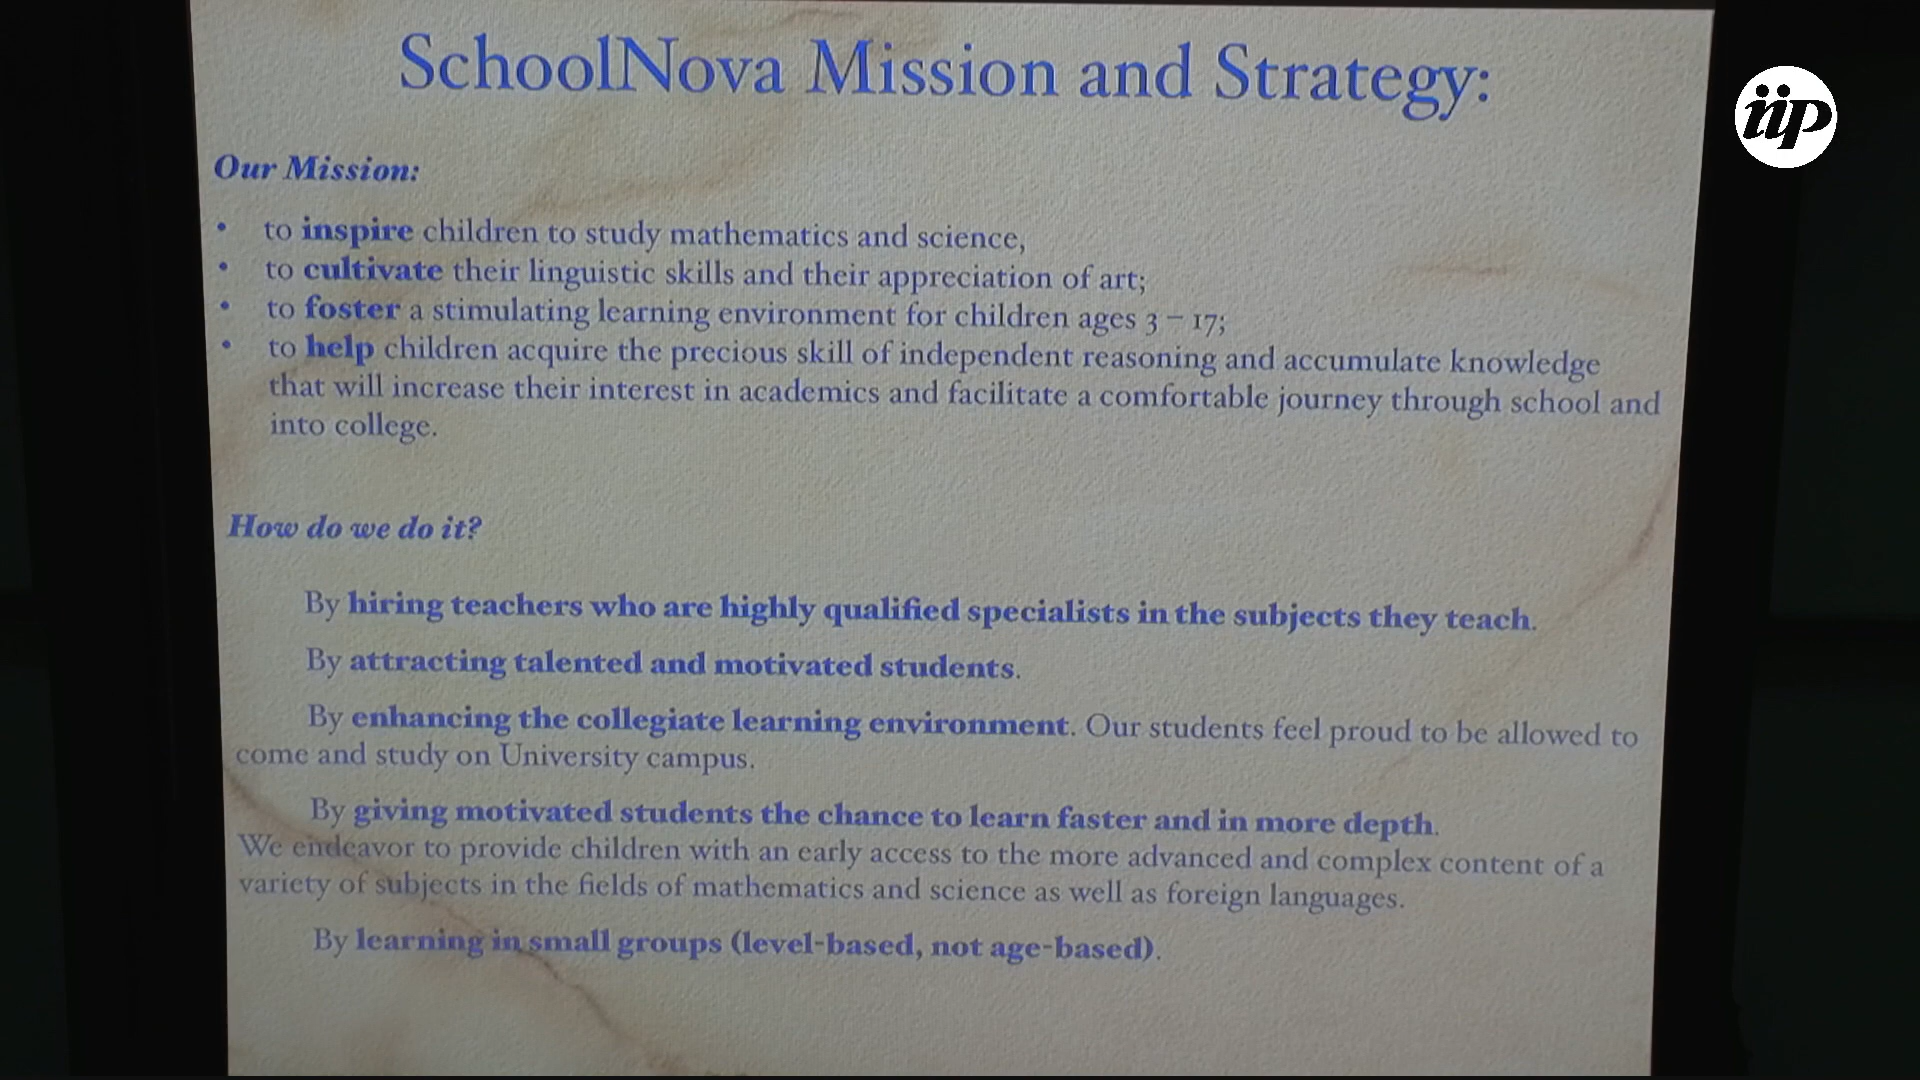 SchoolNova Mission and Strategy:
iip
Our Mission:
• to inspire children to study mathematics and science,
• to cultivate their linguistic skills and their appreciation of art;
• to foster a stimulating learning environment for children ages 3 – 17;
• to help children acquire the precious skill of independent reasoning and accumulate knowledge
that will increase their interest in academics and facilitate a comfortable journey through school and
into college.
How do we do it?
By hiring teachers who are highly qualified specialists in the subjects they teach.
By attracting talented and motivated students.
By enhancing the collegiate learning environment. Our students feel proud to be allowed to
come and study on University campus.
By giving motivated students the chance to learn faster and in more depth.
We endeavor to provide children with an early access to the more advanced and complex content of a
variety of subjects in the fields of mathematics and science as well as foreign languages.
By learning in small groups (level-based, not age-based).